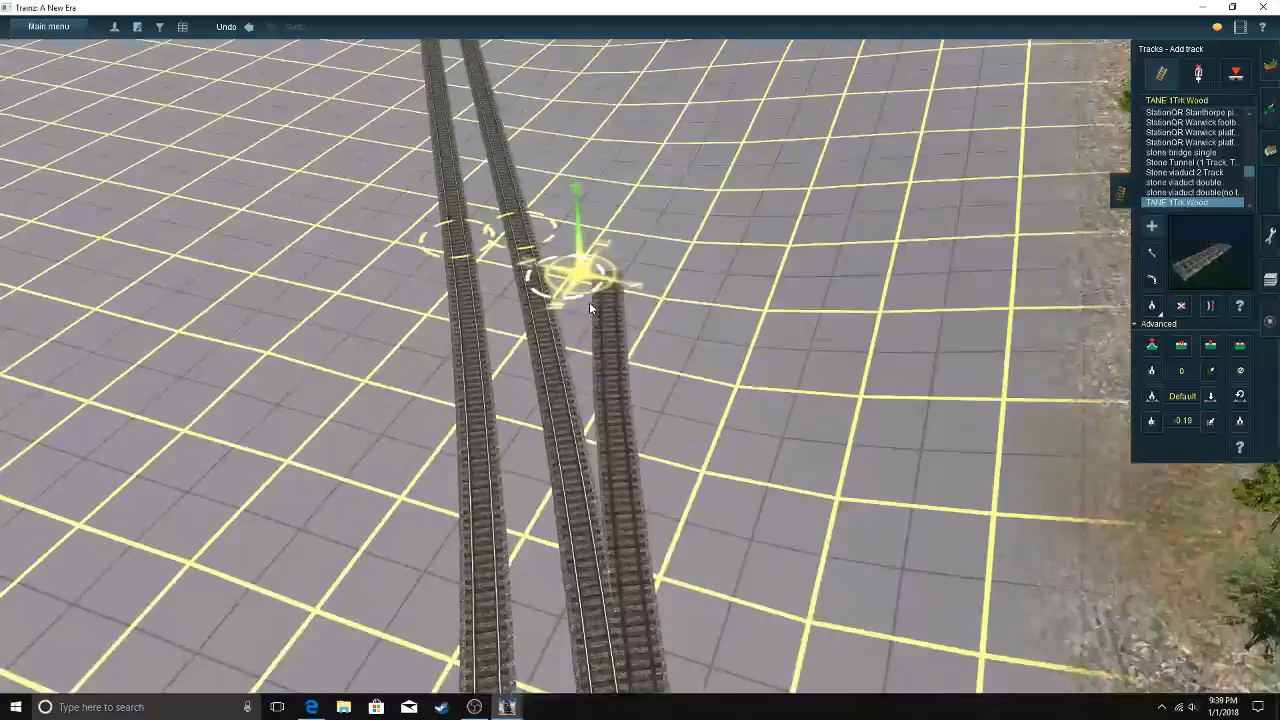 Trainz: A New Era
Main menu
Undo
Redo
Tracks - Add track
TANE 1Trk Wood
StationQR Stanthorpe pl...
StationQR Warwick footb...
StationQR Warwick platf...
StationQR Warwick platf...
stone bridge single
Stone Tunnel (1 Track, T...
Stone viaduct 2 Track
stone viaduct double
stone viaduct double(no t...
TANE 1Trk Wood
Advanced
0
Default
-0.19
Type here to search
9:39 PM
1/1/2018